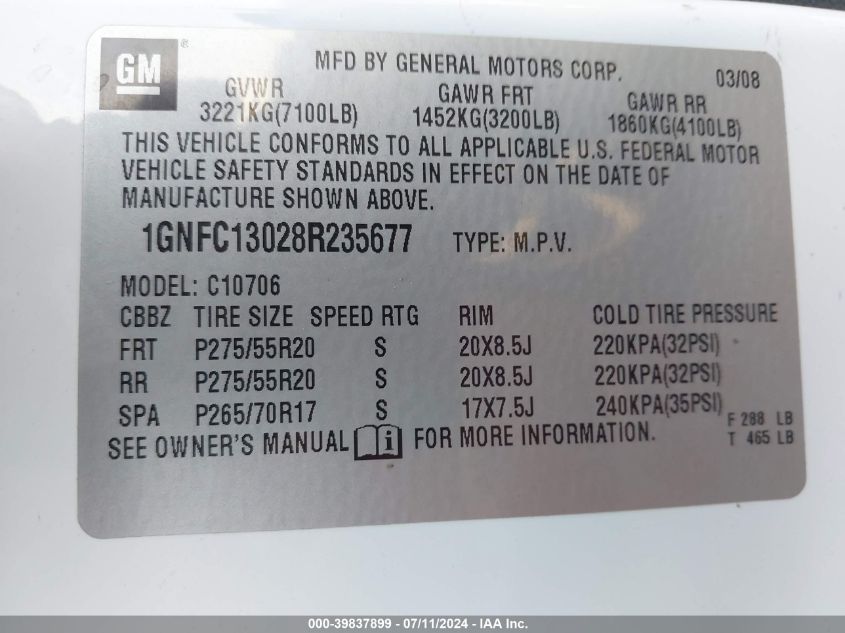 GM ®
MFD BY GENERAL MOTORS CORP. 03/08
GVWR GAWR FRT GAWR RR
3221KG(7100LB) 1452KG(3200LB) 1860KG(4100LB)
THIS VEHICLE CONFORMS TO ALL APPLICABLE U.S. FEDERAL MOTOR
VEHICLE SAFETY STANDARDS IN EFFECT ON THE DATE OF
MANUFACTURE SHOWN ABOVE.
1GNFC13028R235677 TYPE: M.P.V.
MODEL: C10706
CBBZ TIRE SIZE SPEED RTG RIM COLD TIRE PRESSURE
FRT P275/55R20 S 20X8.5J 220KPA(32PSI)
RR P275/55R20 S 20X8.5J 220KPA(32PSI)
SPA P265/70R17 S 17X7.5J 240KPA(35PSI)
F 288 LB
SEE OWNER'S MANUAL i FOR MORE INFORMATION.
T 465 LB
000-39837899 - 07/11/2024 - IAA Inc.